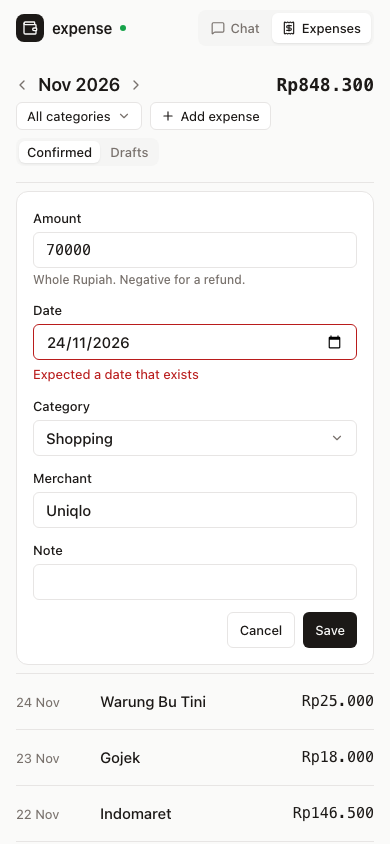 expense
Chat
Expenses
Nov 2026
Rp848.300
All categories
Add expense
Confirmed
Drafts
Amount
70000
Whole Rupiah. Negative for a refund.
Date
24/11/2026
Expected a date that exists
Category
Shopping
Merchant
Uniqlo
Note
Cancel
Save
24 Nov Warung Bu Tini Rp25.000
23 Nov Gojek Rp18.000
22 Nov Indomaret Rp146.500